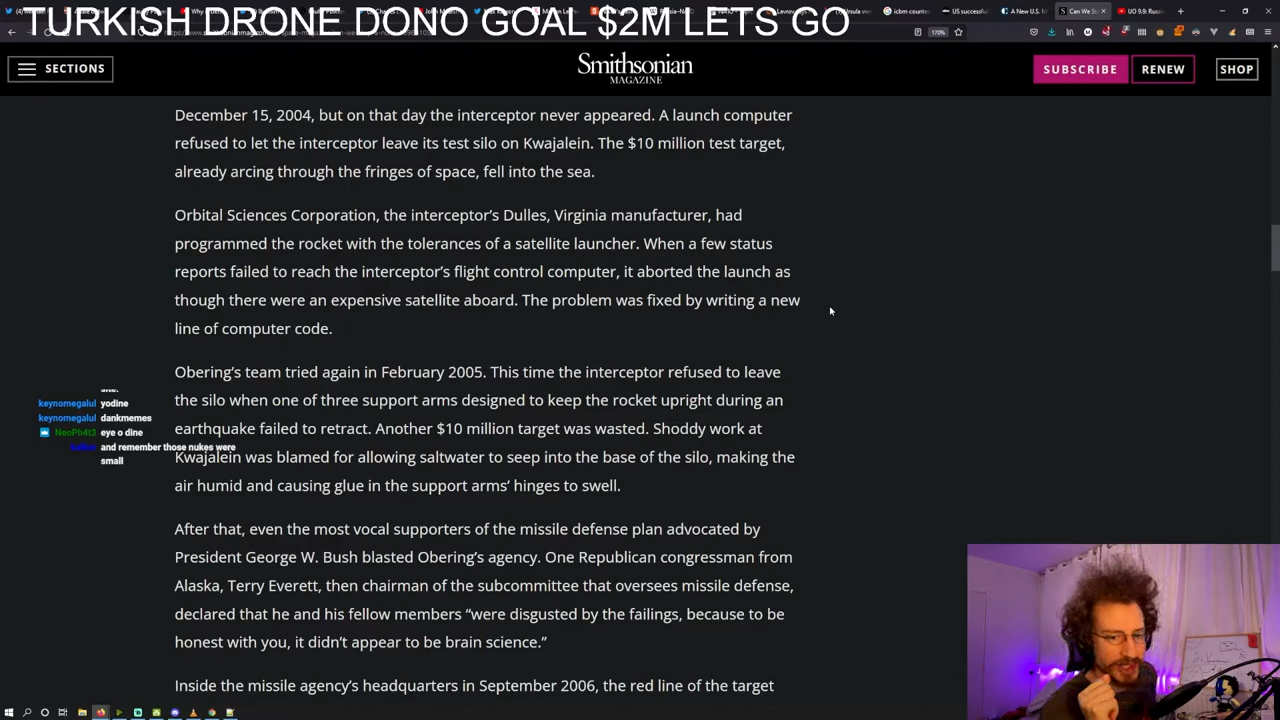 TURKISH DRONE DONO GOAL $2M LETS GO
170%
SECTIONS
Smithsonian
MAGAZINE
SUBSCRIBE
RENEW
SHOP
December 15, 2004, but on that day the interceptor never appeared. A launch computer
refused to let the interceptor leave its test silo on Kwajalein. The $10 million test target,
already arcing through the fringes of space, fell into the sea.
Orbital Sciences Corporation, the interceptor’s Dulles, Virginia manufacturer, had
programmed the rocket with the tolerances of a satellite launcher. When a few status
reports failed to reach the interceptor’s flight control computer, it aborted the launch as
though there were an expensive satellite aboard. The problem was fixed by writing a new
line of computer code.
Obering’s team tried again in February 2005. This time the interceptor refused to leave
the silo when one of three support arms designed to keep the rocket upright during an
earthquake failed to retract. Another $10 million target was wasted. Shoddy work at
Kwajalein was blamed for allowing saltwater to seep into the base of the silo, making the
air humid and causing glue in the support arms’ hinges to swell.
After that, even the most vocal supporters of the missile defense plan advocated by
President George W. Bush blasted Obering’s agency. One Republican congressman from
Alaska, Terry Everett, then chairman of the subcommittee that oversees missile defense,
declared that he and his fellow members “were disgusted by the failings, because to be
honest with you, it didn’t appear to be brain science.”
Inside the missile agency’s headquarters in September 2006, the red line of the target
keynomegalul yodine
keynomegalul dankmemes
NeoPh4t3 eye o dine
and remember those nukes were
small